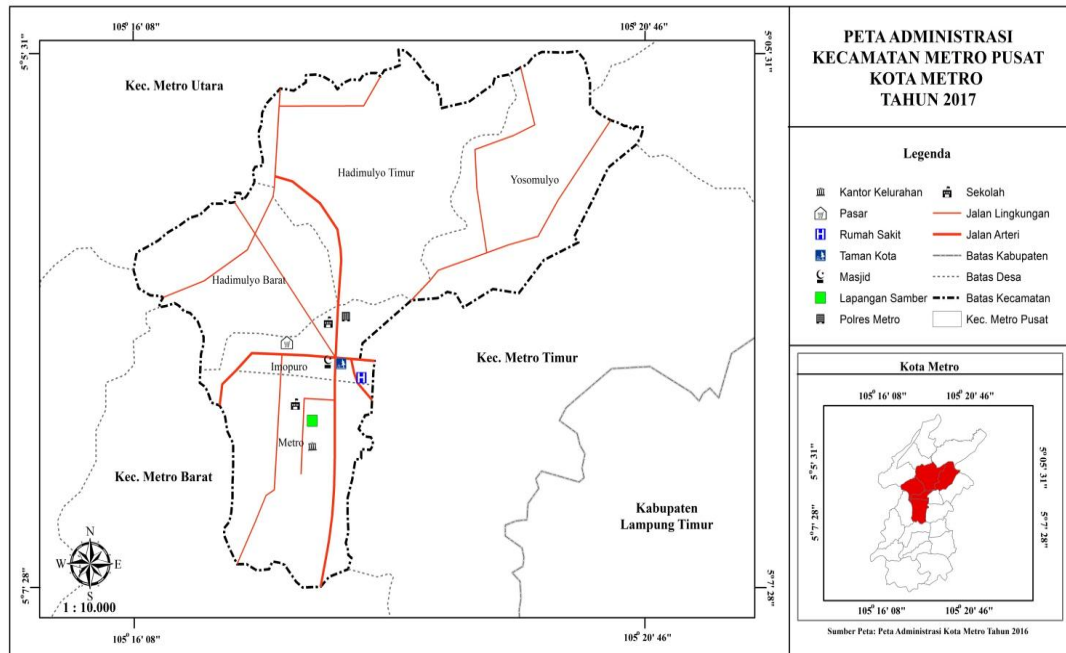 105° 16' 08"
105° 20' 46"
5°5' 31"
5°05'31"
Kec. Metro Utara
Hadimulyo Timur
Yosomulyo
Hadimulyo Barat
Kec. Metro Timur
Imopuro
Metro
Kec. Metro Barat
Kabupaten
Lampung Timur
N
W
E
S
1 : 10.000
5°7' 28"
5°7' 28"
105° 16' 08"
105° 20' 46"
PETA ADMINISTRASI
KECAMATAN METRO PUSAT
KOTA METRO
TAHUN 2017
Legenda
Kantor Kelurahan
Pasar
Rumah Sakit
Taman Kota
Masjid
Lapangan Samber
Polres Metro
Sekolah
Jalan Lingkungan
Jalan Arteri
Batas Kabupaten
Batas Desa
Batas Kecamatan
Kec. Metro Pusat
Kota Metro
105° 16' 08"
105° 20' 46"
5°5' 31"
5°05'31"
5°7' 28"
5°7' 28"
105° 16' 08"
105° 20' 46"
Sumber Peta: Peta Administrasi Kota Metro Tahun 2016